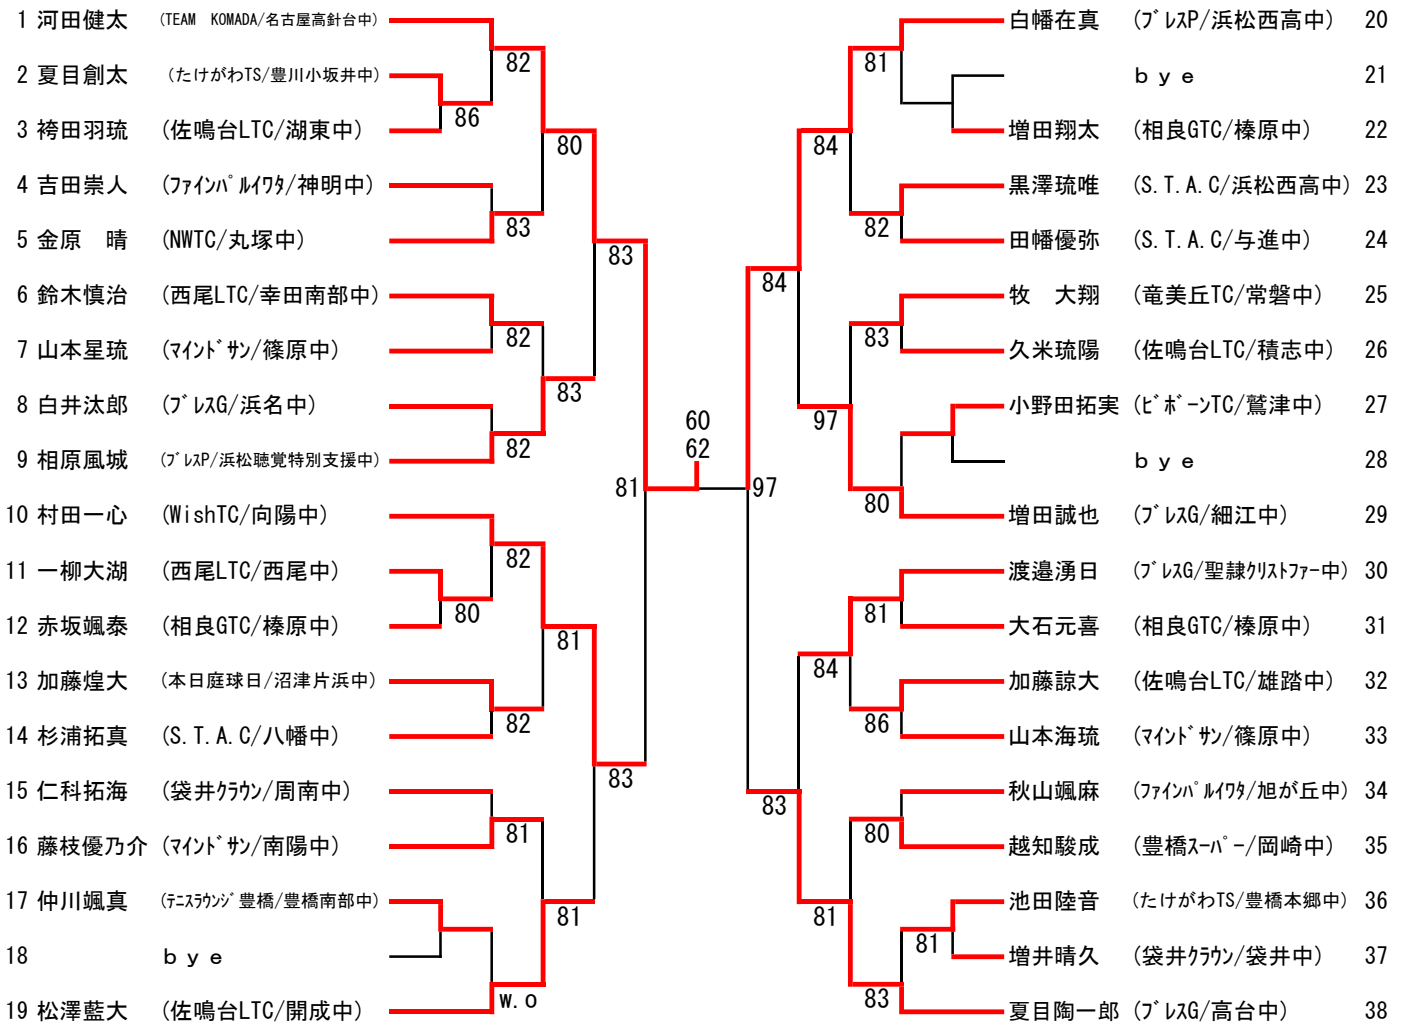 1 河田健太 (TEAM KOMADA/名古屋高針台中)
2 夏目創太 (たけがわTS/豊川小坂井中)
3 袴田羽琉 (佐鳴台LTC/湖東中)
4 吉田崇人 (ﾌｧｲﾝﾊﾟﾙｲﾜﾀ/神明中)
5 金原　晴 (NWTC/丸塚中)
6 鈴木慎治 (西尾LTC/幸田南部中)
7 山本星琉 (ﾏｲﾝﾄﾞｻﾝ/篠原中)
8 白井汰郎 (ﾌﾞﾚｽG/浜名中)
9 相原風城 (ﾌﾞﾚｽP/浜松聴覚特別支援中)
10 村田一心 (WishTC/向陽中)
11 一柳大湖 (西尾LTC/西尾中)
12 赤坂颯泰 (相良GTC/榛原中)
13 加藤煌大 (本日庭球日/沼津片浜中)
14 杉浦拓真 (S.T.A.C/八幡中)
15 仁科拓海 (袋井ｸﾗｳﾝ/周南中)
16 藤枝優乃介 (ﾏｲﾝﾄﾞｻﾝ/南陽中)
17 仲川颯真 (ﾃﾆｽﾗｳﾝｼﾞ豊橋/豊橋南部中)
18 ｂｙｅ
19 松澤藍大 (佐鳴台LTC/開成中)
86
80
82
83
82
82
82
82
81
w.o
80
83
81
81
83
83
81
60
62
97
84
83
84
97
84
81
81
82
83
80
81
86
80
83
81
白幡在真 (ﾌﾞﾚｽP/浜松西高中) 20
ｂｙｅ 21
増田翔太 (相良GTC/榛原中) 22
黒澤琉唯 (S.T.A.C/浜松西高中) 23
田幡優弥 (S.T.A.C/与進中) 24
牧　大翔 (竜美丘TC/常磐中) 25
久米琉陽 (佐鳴台LTC/積志中) 26
小野田拓実 (ﾋﾞﾎﾞｰﾝTC/鷲津中) 27
ｂｙｅ 28
増田誠也 (ﾌﾞﾚｽG/細江中) 29
渡邉湧日 (ﾌﾞﾚｽG/聖隷ｸﾘｽﾄﾌｧｰ中) 30
大石元喜 (相良GTC/榛原中) 31
加藤諒大 (佐鳴台LTC/雄踏中) 32
山本海琉 (ﾏｲﾝﾄﾞｻﾝ/篠原中) 33
秋山颯麻 (ﾌｧｲﾝﾊﾟﾙｲﾜﾀ/旭が丘中) 34
越知駿成 (豊橋ｽｰﾊﾟｰ/岡崎中) 35
池田陸音 (たけがわTS/豊橋本郷中) 36
増井晴久 (袋井ｸﾗｳﾝ/袋井中) 37
夏目陶一郎 (ﾌﾞﾚｽG/高台中) 38